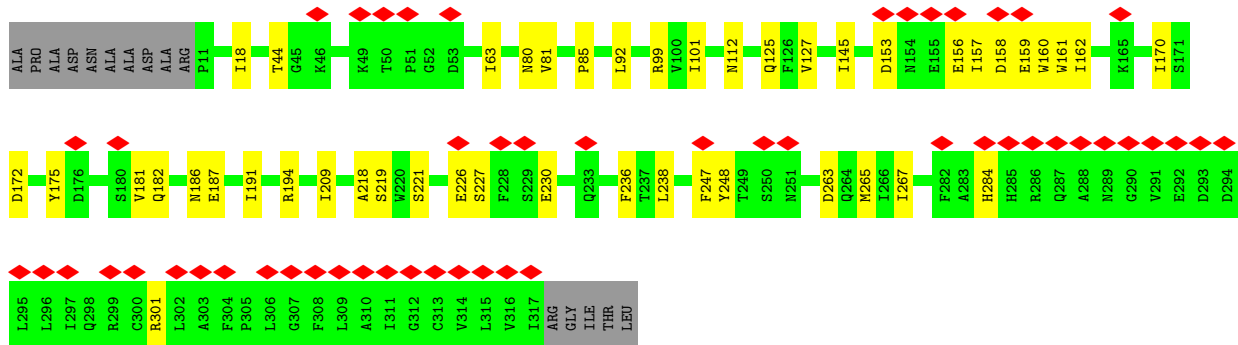 ALA PRO ALA ASP ASN ALA ALA ASP ALA ARG P11 I18 T44 G45 K46 K49 T50 P51 G52 D53 I63 N80 V81 P85 L92 R99 V100 I101 N112 Q125 F126 V127 I145 D153 N154 E155 E156 I157 D158 E159 W160 W161 I162 K165 I170 S171
D172 Y175 D176 S180 V181 Q182 N186 E187 I191 R194 I209 A218 S219 W220 S221 E226 S227 F228 S229 E230 Q233 F236 T237 L238 F247 Y248 T249 S250 N251 D263 Q264 M265 I266 I267 F282 A283 H284 H285 R286 Q287 A288 N289 G290 V291 E292 D293 D294
L295 L296 I297 Q298 R299 C300 R301 L302 A303 F304 P305 L306 G307 F308 L309 A310 I311 G312 C313 V314 L315 V316 I317 ARG GLY ILE THR LEU